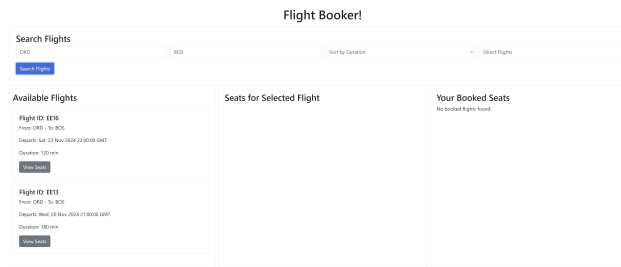 Flight Booker!
Search Flights
ORD BOS Sort by Duration Direct Flights
Search Flights
Available Flights
Flight ID: EE16
From: ORD - To: BOS
Departs: Sat, 23 Nov 2024 22:00:00 GMT
Duration: 120 min
View Seats
Flight ID: EE13
From: ORD - To: BOS
Departs: Wed, 20 Nov 2024 21:00:00 GMT
Duration: 180 min
View Seats
Seats for Selected Flight
Your Booked Seats
No booked flights found.